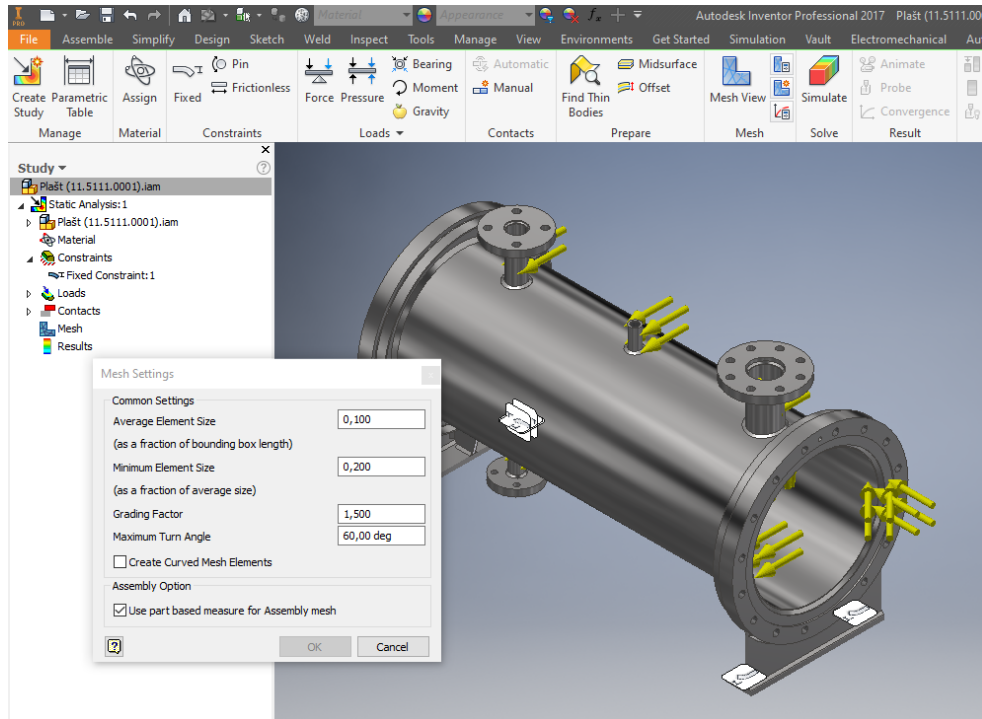 PRO
Material
Appearance
Autodesk Inventor Professional 2017 Plašt (11.5111.00
File Assemble Simplify Design Sketch Weld Inspect Tools Manage View Environments Get Started Simulation Vault Electromechanical Au
Create Study
Parametric Table
Assign
Fixed
Pin
Frictionless
Force
Pressure
Bearing
Moment
Gravity
Automatic
Manual
Find Thin Bodies
Midsurface
Offset
Mesh View
Simulate
Animate
Probe
Convergence
Manage Material Constraints Loads Contacts Prepare Mesh Solve Result
Study
Plašt (11.5111.0001).iam
Static Analysis:1
Plašt (11.5111.0001).iam
Material
Constraints
Fixed Constraint:1
Loads
Contacts
Mesh
Results
Mesh Settings
Common Settings
Average Element Size 0,100
(as a fraction of bounding box length)
Minimum Element Size 0,200
(as a fraction of average size)
Grading Factor 1,500
Maximum Turn Angle 60,00 deg
Create Curved Mesh Elements
Assembly Option
Use part based measure for Assembly mesh
OK Cancel